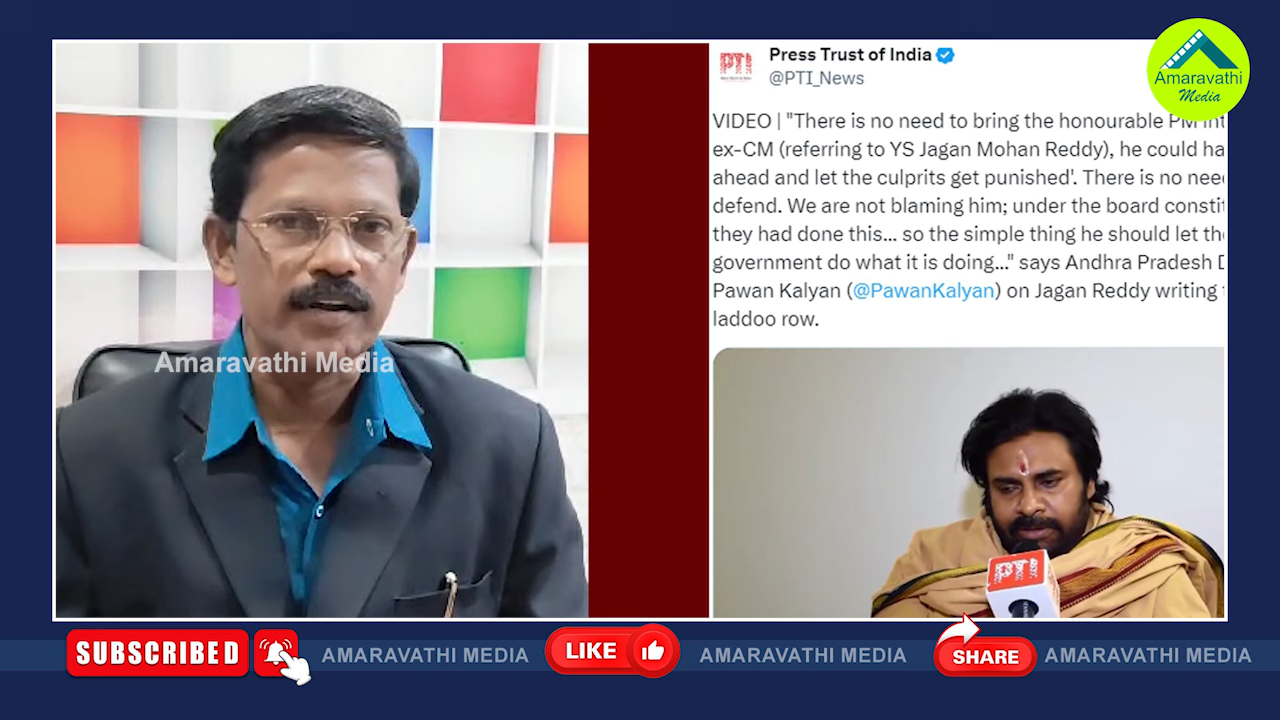 Press Trust of India
@PTI_News
VIDEO | "There is no need to bring the honourable PM int
ex-CM (referring to YS Jagan Mohan Reddy), he could ha
ahead and let the culprits get punished'. There is no nee
defend. We are not blaming him; under the board constit
they had done this... so the simple thing he should let the
government do what it is doing..." says Andhra Pradesh D
Pawan Kalyan (@PawanKalyan) on Jagan Reddy writing
laddoo row.
PTI
Amaravathi
Media
Amaravathi Media
SUBSCRIBED
AMARAVATHI MEDIA
LIKE
AMARAVATHI MEDIA
SHARE
AMARAVATHI MEDIA